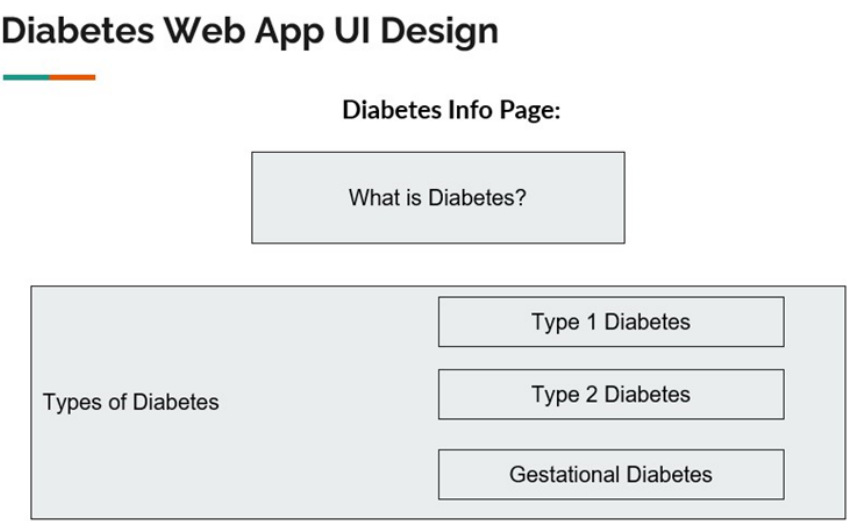 Diabetes Web App UI Design
Diabetes Info Page:
What is Diabetes?
Types of Diabetes
Type 1 Diabetes
Type 2 Diabetes
Gestational Diabetes